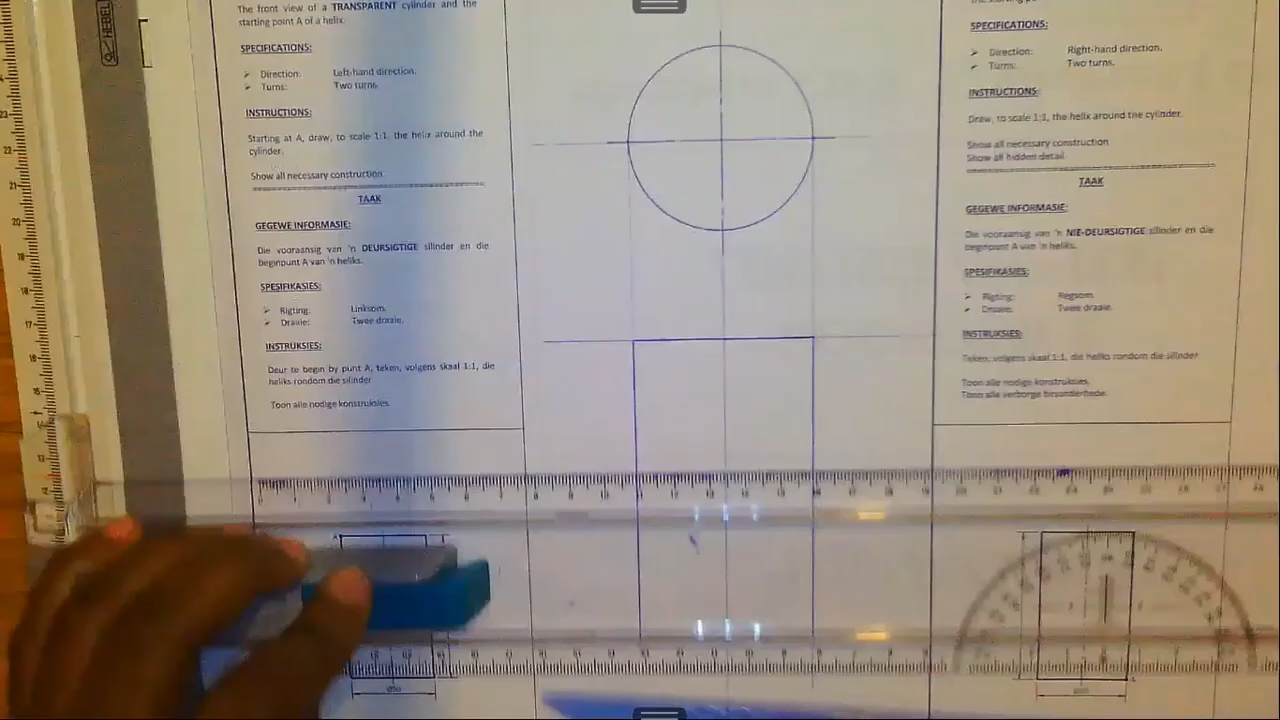 HEBEL
The front view of a TRANSPARENT cylinder and the
starting point A of a helix.
SPECIFICATIONS:
➢ Direction: Left-hand direction.
➢ Turns: Two turns.
INSTRUCTIONS:
Starting at A, draw, to scale 1:1, the helix around the
cylinder.
Show all necessary construction.
TAAK
GEGEWE INFORMASIE:
Die vooraansig van 'n DEURSIGTIGE silinder en die
beginpunt A van 'n heliks.
SPESIFIKASIES:
➢ Rigting: Linksom.
➢ Draaie: Twee draaie.
INSTRUKSIES:
Deur te begin by punt A, teken, volgens skaal 1:1, die
heliks rondom die silinder
Toon alle nodige konstruksies.
SPECIFICATIONS:
➢ Direction: Right-hand direction.
➢ Turns: Two turns.
INSTRUCTIONS:
Draw, to scale 1:1, the helix around the cylinder.
Show all necessary construction
Show all hidden detail.
TAAK
GEGEWE INFORMASIE:
Die vooraansig van 'n NIE-DEURSIGTIGE silinder en die
beginpunt A van 'n heliks.
SPESIFIKASIES:
➢ Rigting: Regsom.
➢ Draaie: Twee draaie.
INSTRUKSIES:
Teken, volgens skaal 1:1, die heliks rondom die silinder
Toon alle nodige konstruksies.
Toon alle verborge besonderhede.